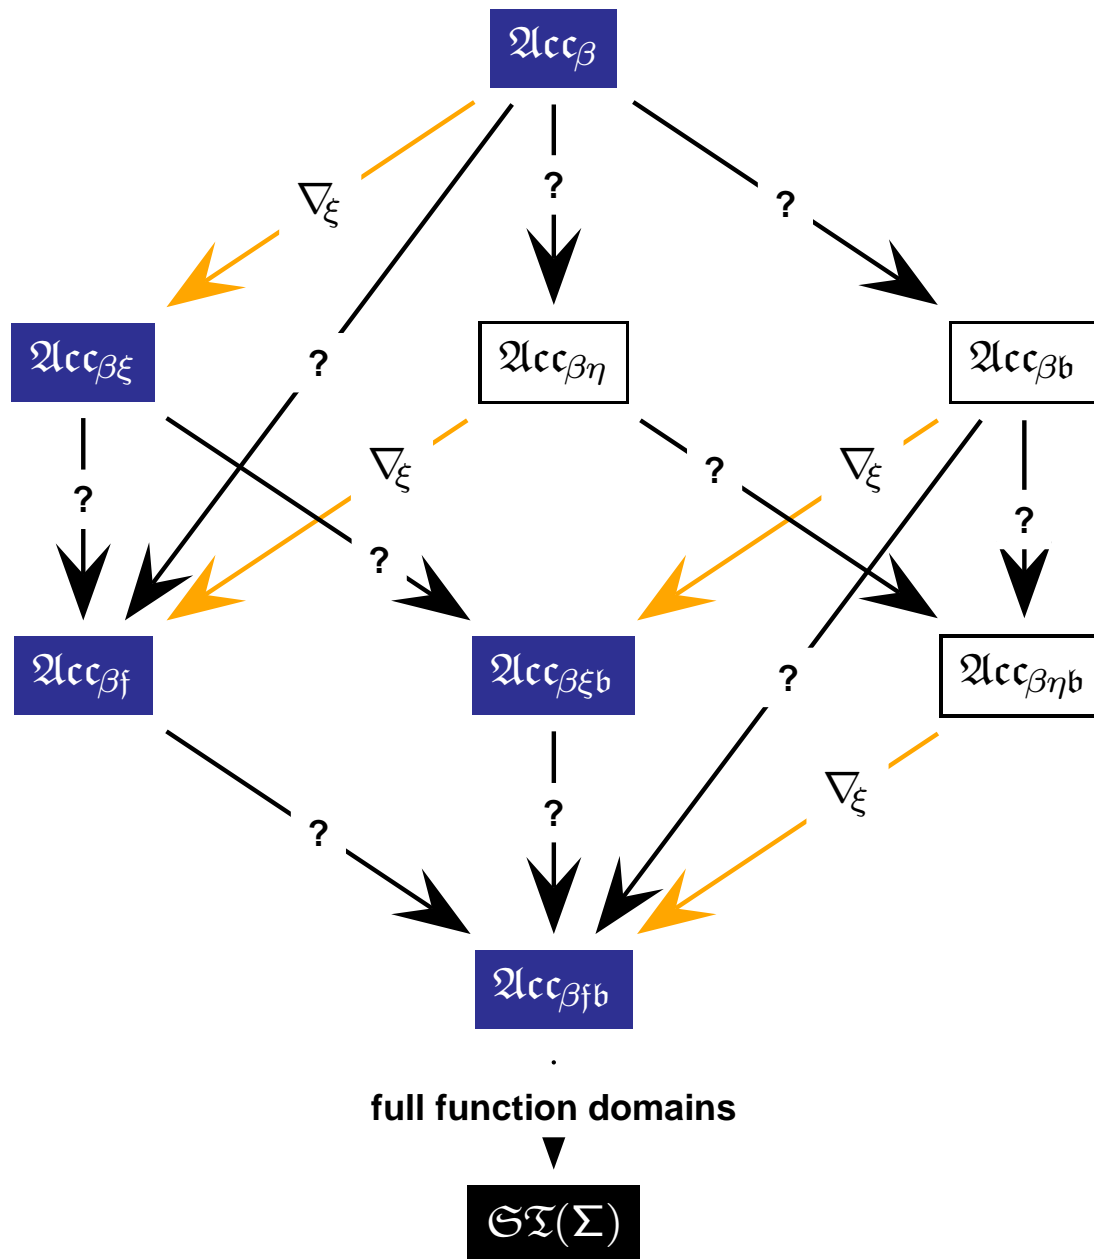 𝔄𝔠𝔠β
∇ξ ? ?
?
𝔄𝔠𝔠βξ 𝔄𝔠𝔠βη 𝔄𝔠𝔠β𝔟
? ∇ξ ? ∇ξ ?
?
𝔄𝔠𝔠β𝔣 𝔄𝔠𝔠βξ𝔟 𝔄𝔠𝔠βη𝔟
?
? ? ∇ξ
𝔄𝔠𝔠β𝔣𝔟
full function domains
𝔖𝔗(Σ)